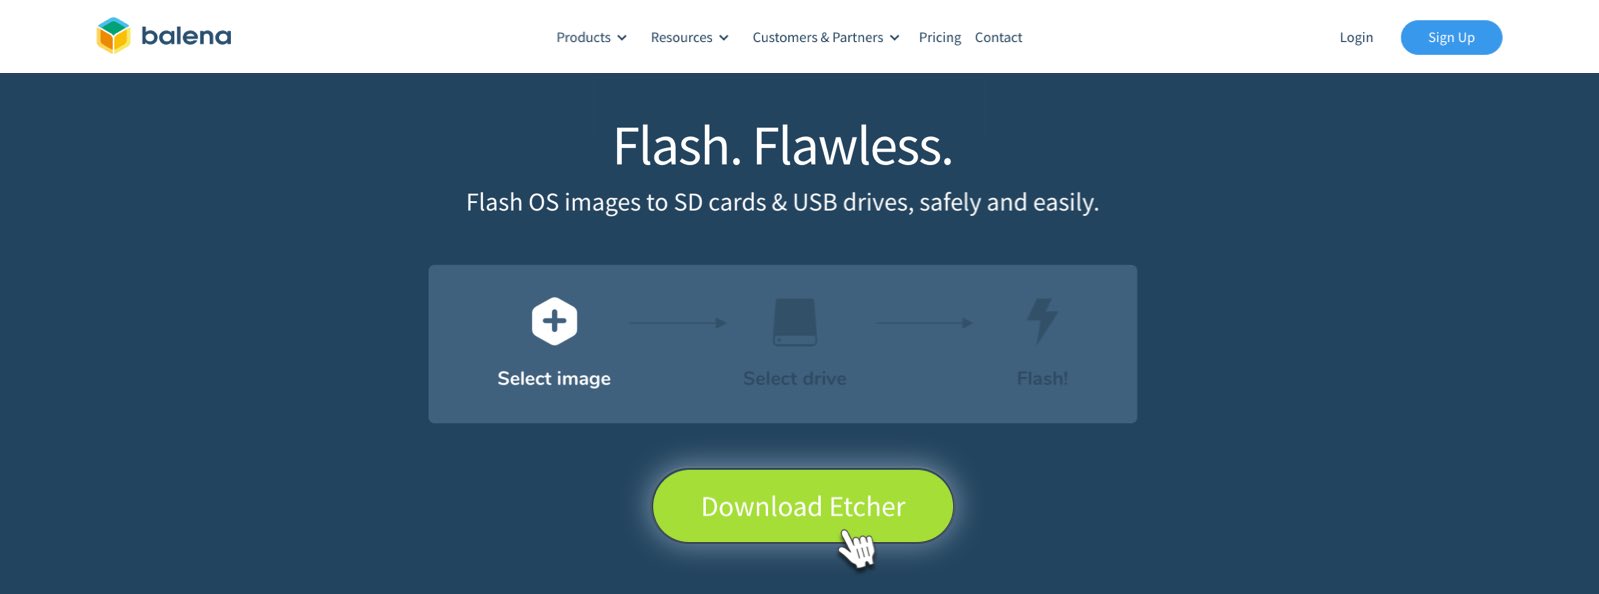 balena
Products
Resources
Customers & Partners
Pricing
Contact
Login
Sign Up
Flash. Flawless.
Flash OS images to SD cards & USB drives, safely and easily.
Select image
Select drive
Flash!
Download Etcher